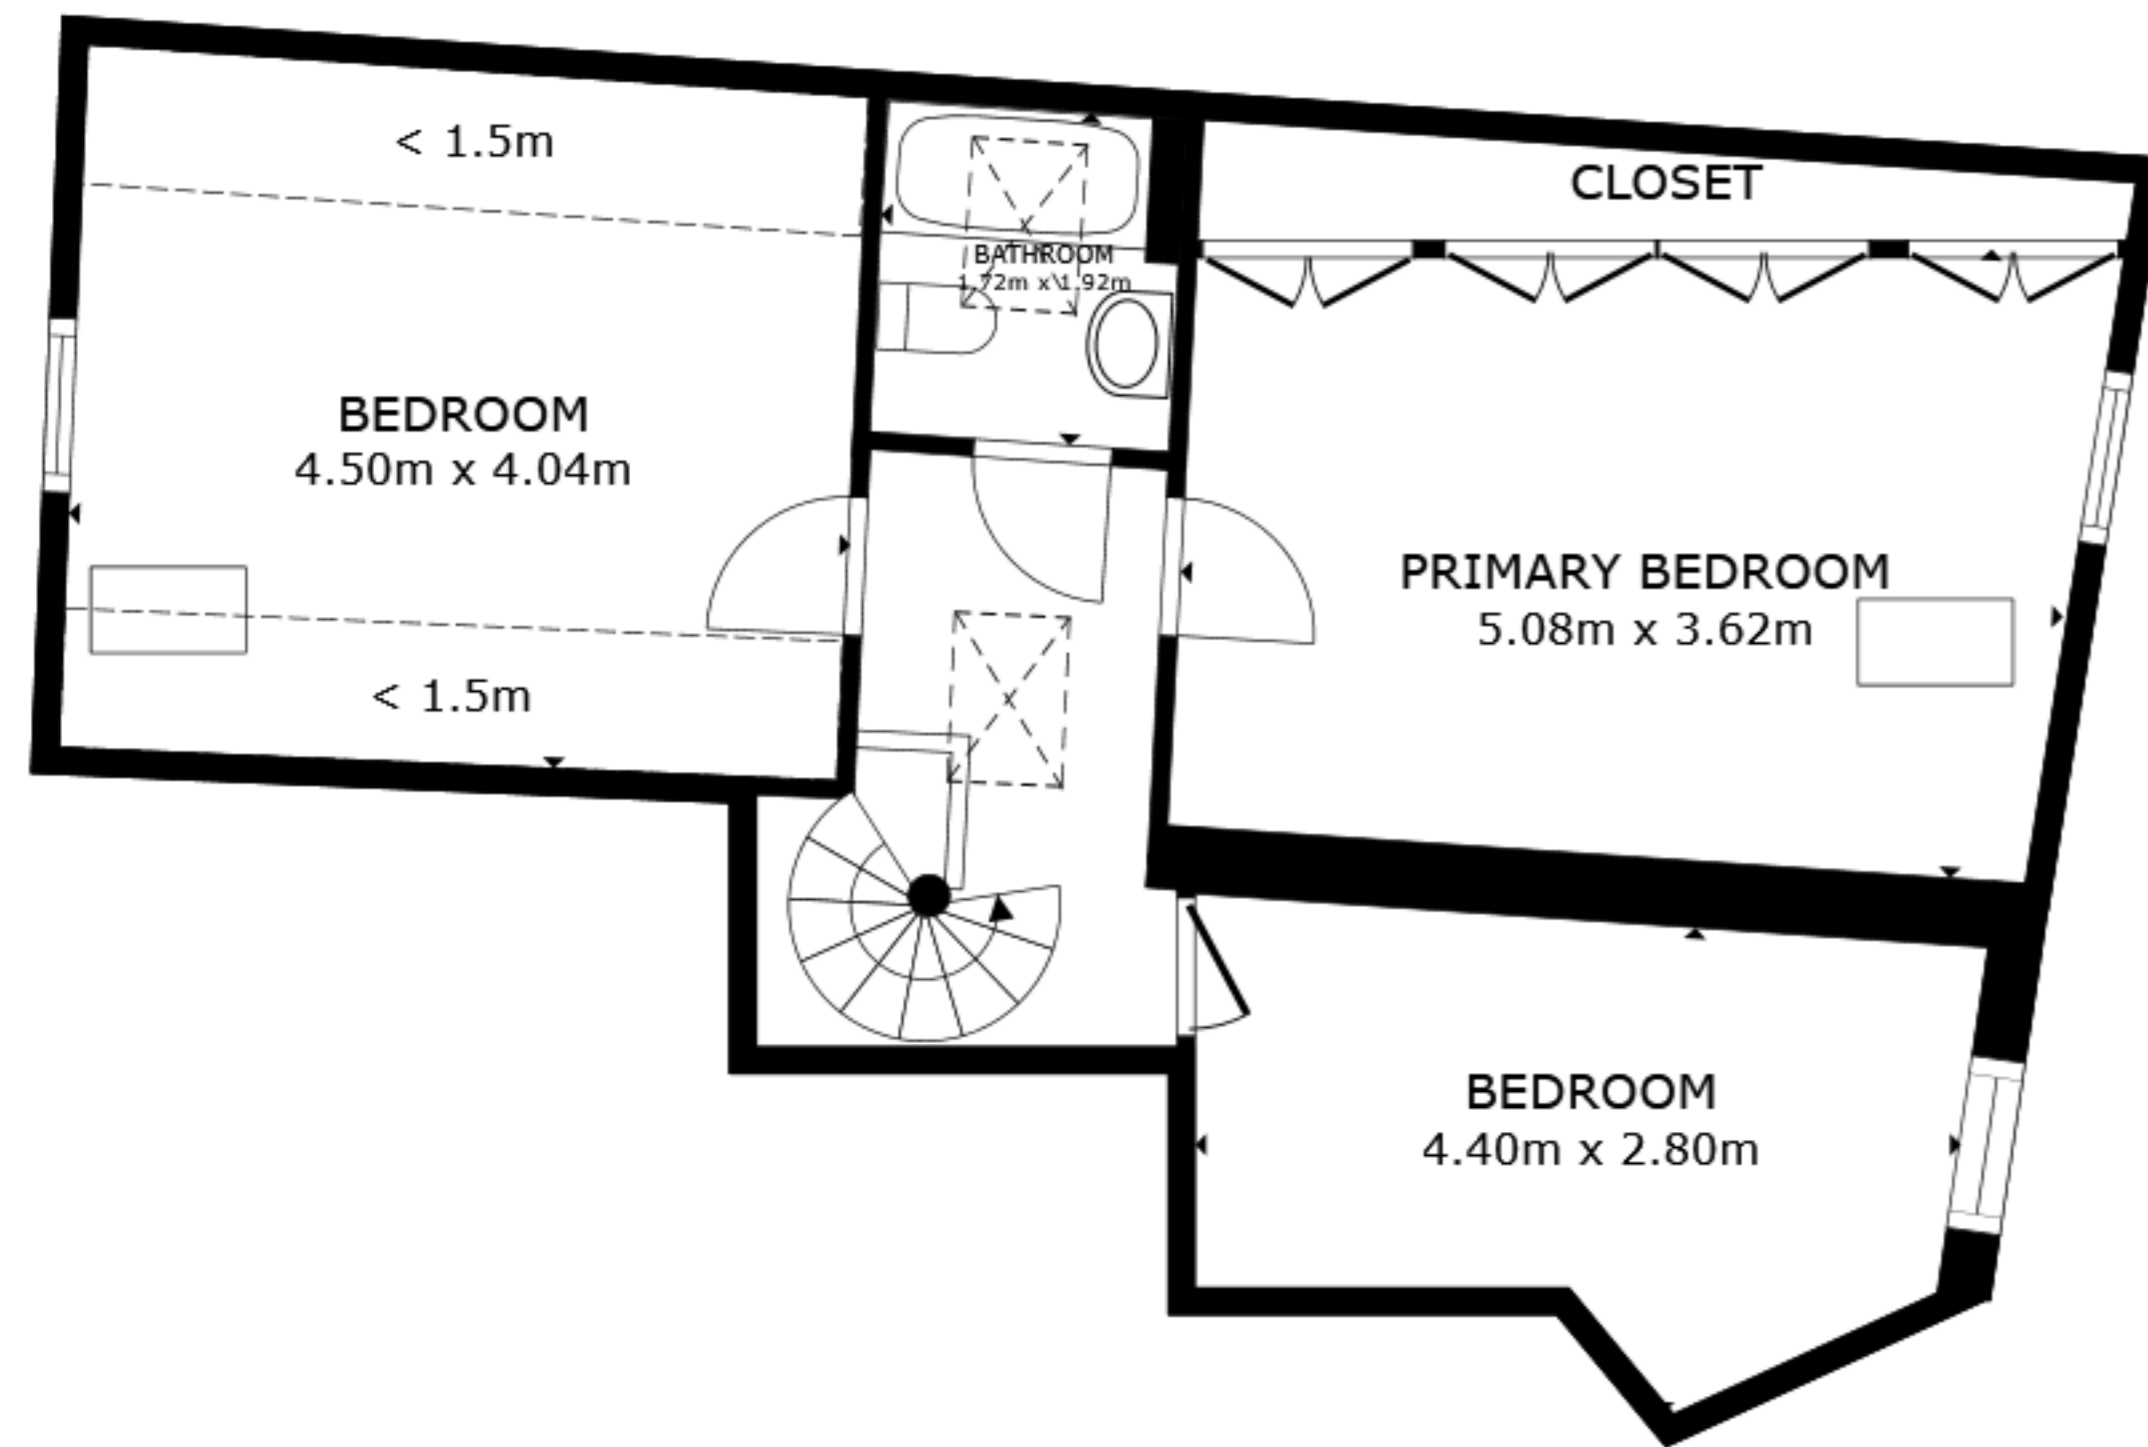 < 1.5m
CLOSET
BATHROOM
1.72m x 1.92m
BEDROOM
4.50m x 4.04m
PRIMARY BEDROOM
5.08m x 3.62m
< 1.5m
BEDROOM
4.40m x 2.80m